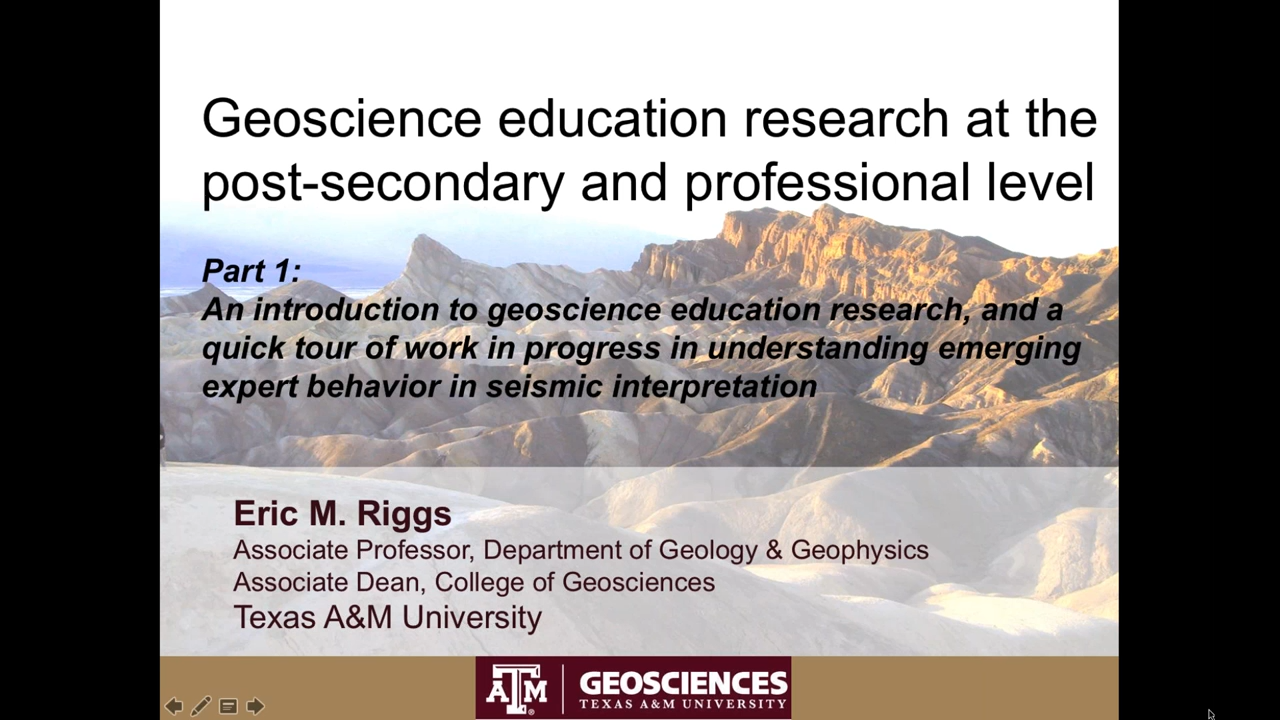 Geoscience education research at the
post-secondary and professional level
Part 1:
An introduction to geoscience education research, and a
quick tour of work in progress in understanding emerging
expert behavior in seismic interpretation
Eric M. Riggs
Associate Professor, Department of Geology & Geophysics
Associate Dean, College of Geosciences
Texas A&M University
ATM® GEOSCIENCES
TEXAS A&M UNIVERSITY